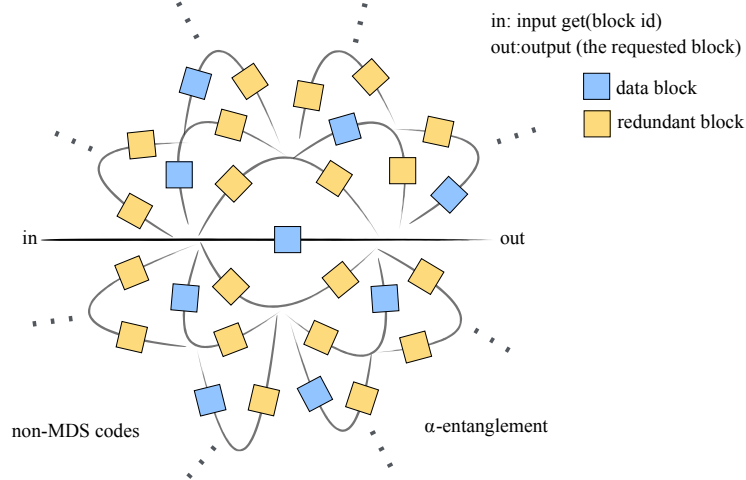 in: input get(block id)
out:output (the requested block)
data block
redundant block
in
out
non-MDS codes
α-entanglement